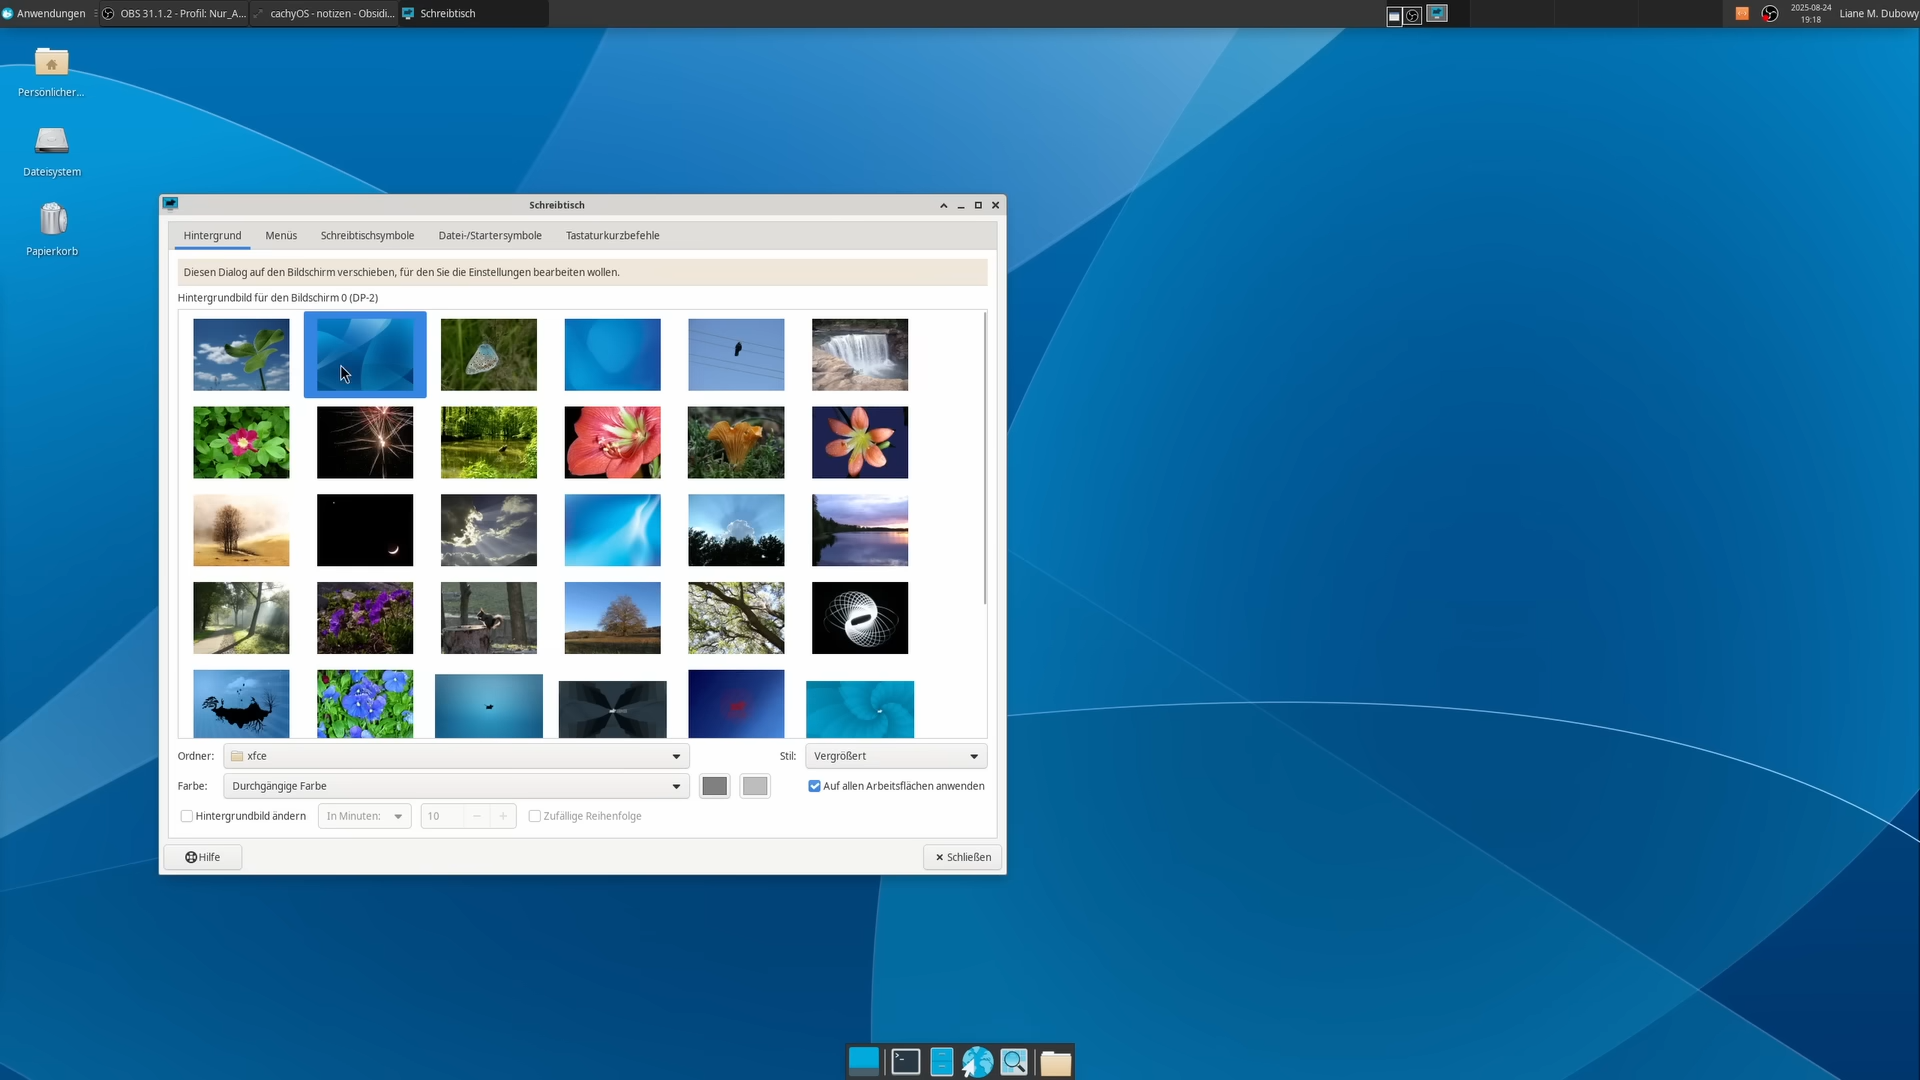 Anwendungen
OBS 31.1.2 - Profil: Nur_A...
cachyOS - notizen - Obsidi...
Schreibtisch
2025-08-24
19:18
Liane M. Dubowy
Persönlicher...
Dateisystem
Papierkorb
Schreibtisch
Hintergrund Menüs Schreibtischsymbole Datei-/Startersymbole Tastaturkurzbefehle
Diesen Dialog auf den Bildschirm verschieben, für den Sie die Einstellungen bearbeiten wollen.
Hintergrundbild für den Bildschirm 0 (DP-2)
Ordner: xfce Stil: Vergrößert
Farbe: Durchgängige Farbe Auf allen Arbeitsflächen anwenden
Hintergrundbild ändern In Minuten: 10 Zufällige Reihenfolge
Hilfe Schließen